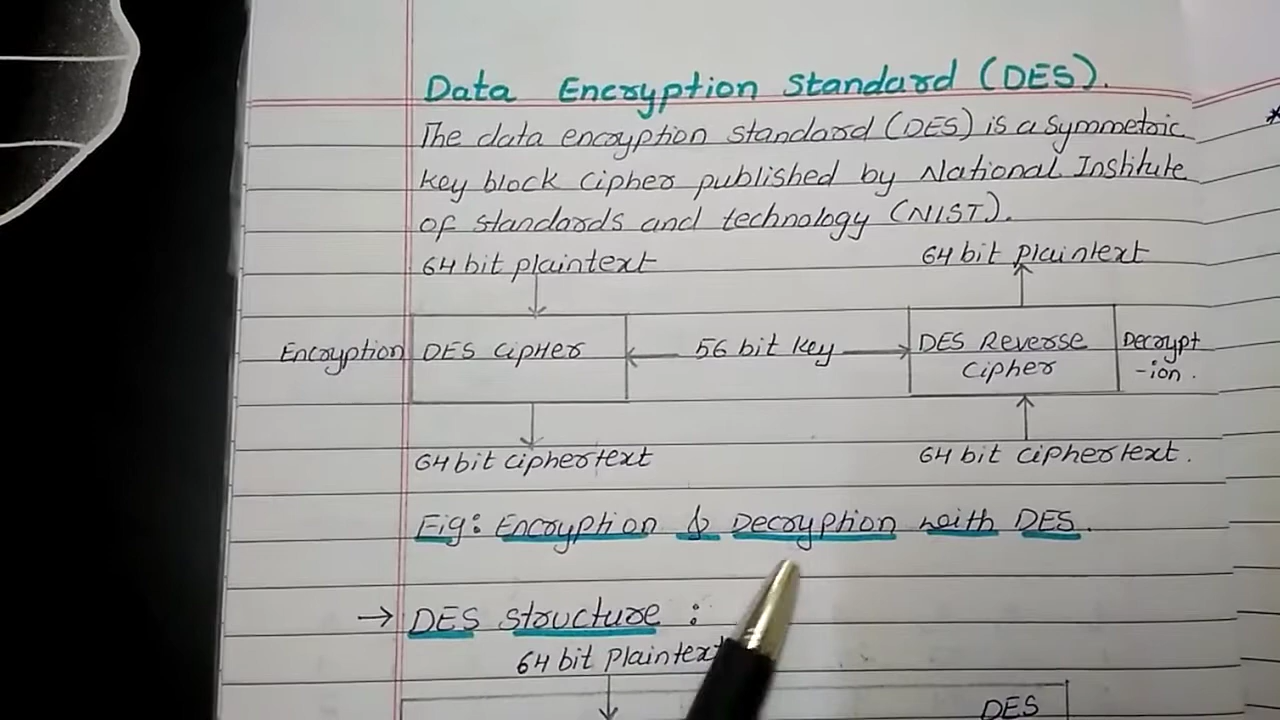 Data Encryption Standard (DES).
The data encryption standard (DES) is a symmetric
key block cipher published by National Institute
of standards and technology (NIST).
64 bit plaintext
64 bit plaintext
Encryption
DES CIPHER
56 bit key
DES Reverse
Cipher
Decrypt
-ion.
64 bit ciphertext
64 bit ciphertext.
Fig: Encryption & Decryption with DES.
→ DES structure :
64 bit plaintext
DES